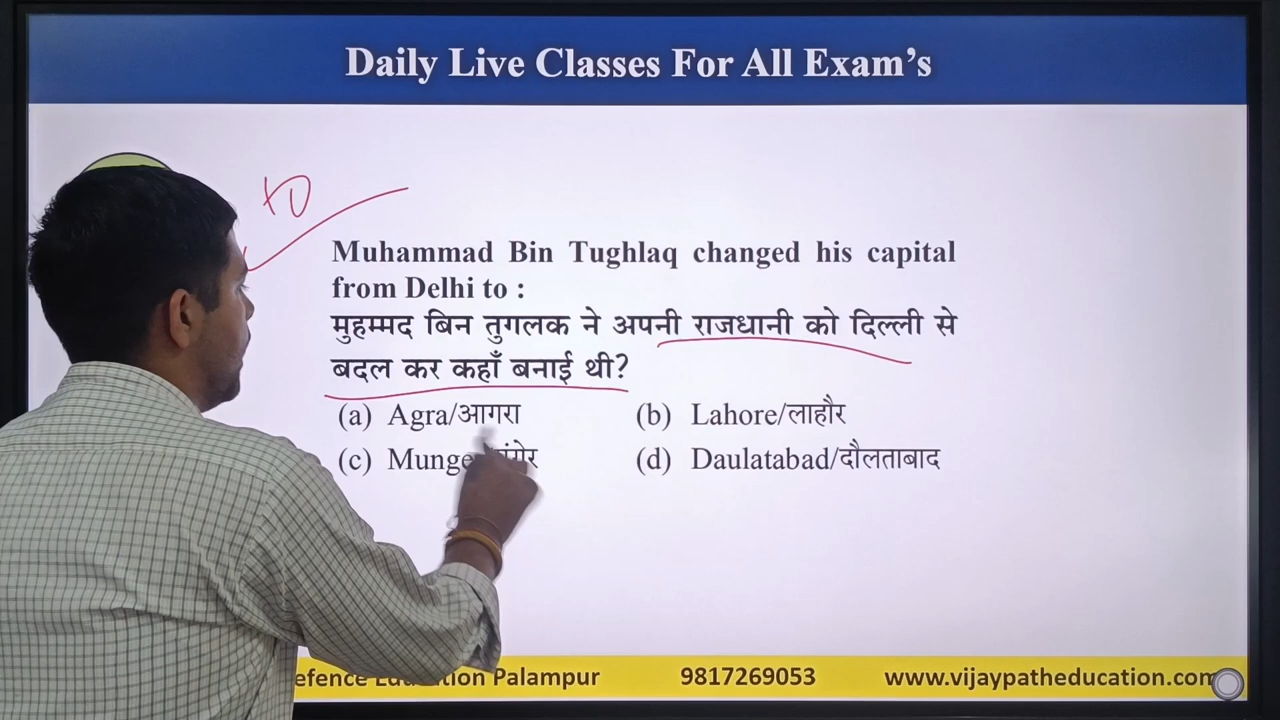 Daily Live Classes For All Exam's
Muhammad Bin Tughlaq changed his capital
from Delhi to :
मुहम्मद बिन तुगलक ने अपनी राजधानी को दिल्ली से
बदल कर कहाँ बनाई थी?
(a) Agra/आगरा (b) Lahore/लाहौर
(c) (d) Daulatabad/दौलताबाद
Palampur 9817269053 www.vijaypatheducation.com